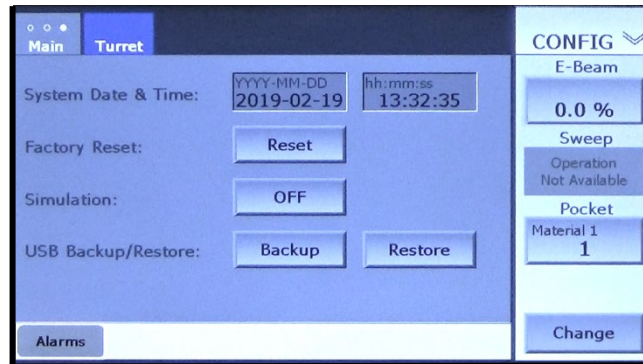 Main
Turret
CONFIG
System Date & Time:
YYYY-MM-DD
2019-02-19
hh:mm:ss
13:32:35
Factory Reset:
Reset
Simulation:
OFF
USB Backup/Restore:
Backup
Restore
Alarms
E-Beam
0.0 %
Sweep
Operation
Not Available
Pocket
Material 1
1
Change